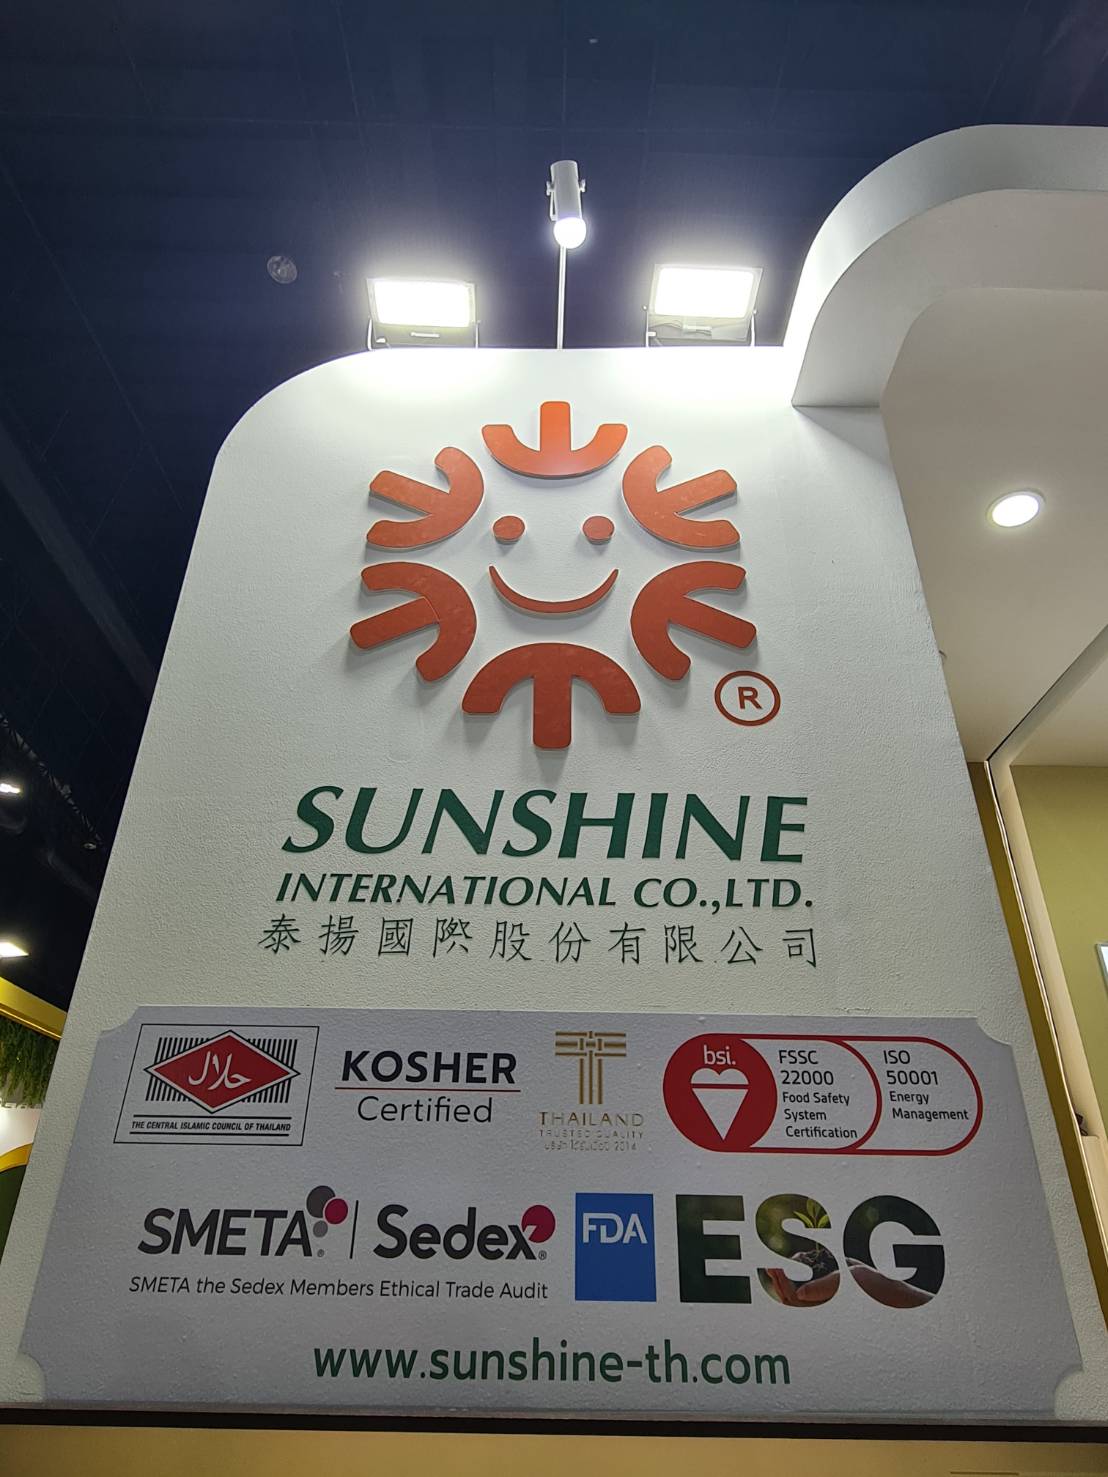 ®
SUNSHINE
INTERNATIONAL CO.,LTD.
泰揚國際股份有限公司
حلال
THE CENTRAL ISLAMIC COUNCIL OF THAILAND
KOSHER
Certified
THAILAND
TRUSTED QUALITY
bsi.
FSSC
22000
Food Safety
System
Certification
ISO
50001
Energy
Management
SMETA | Sedex®
SMETA the Sedex Members Ethical Trade Audit
FDA
ESG
www.sunshine-th.com